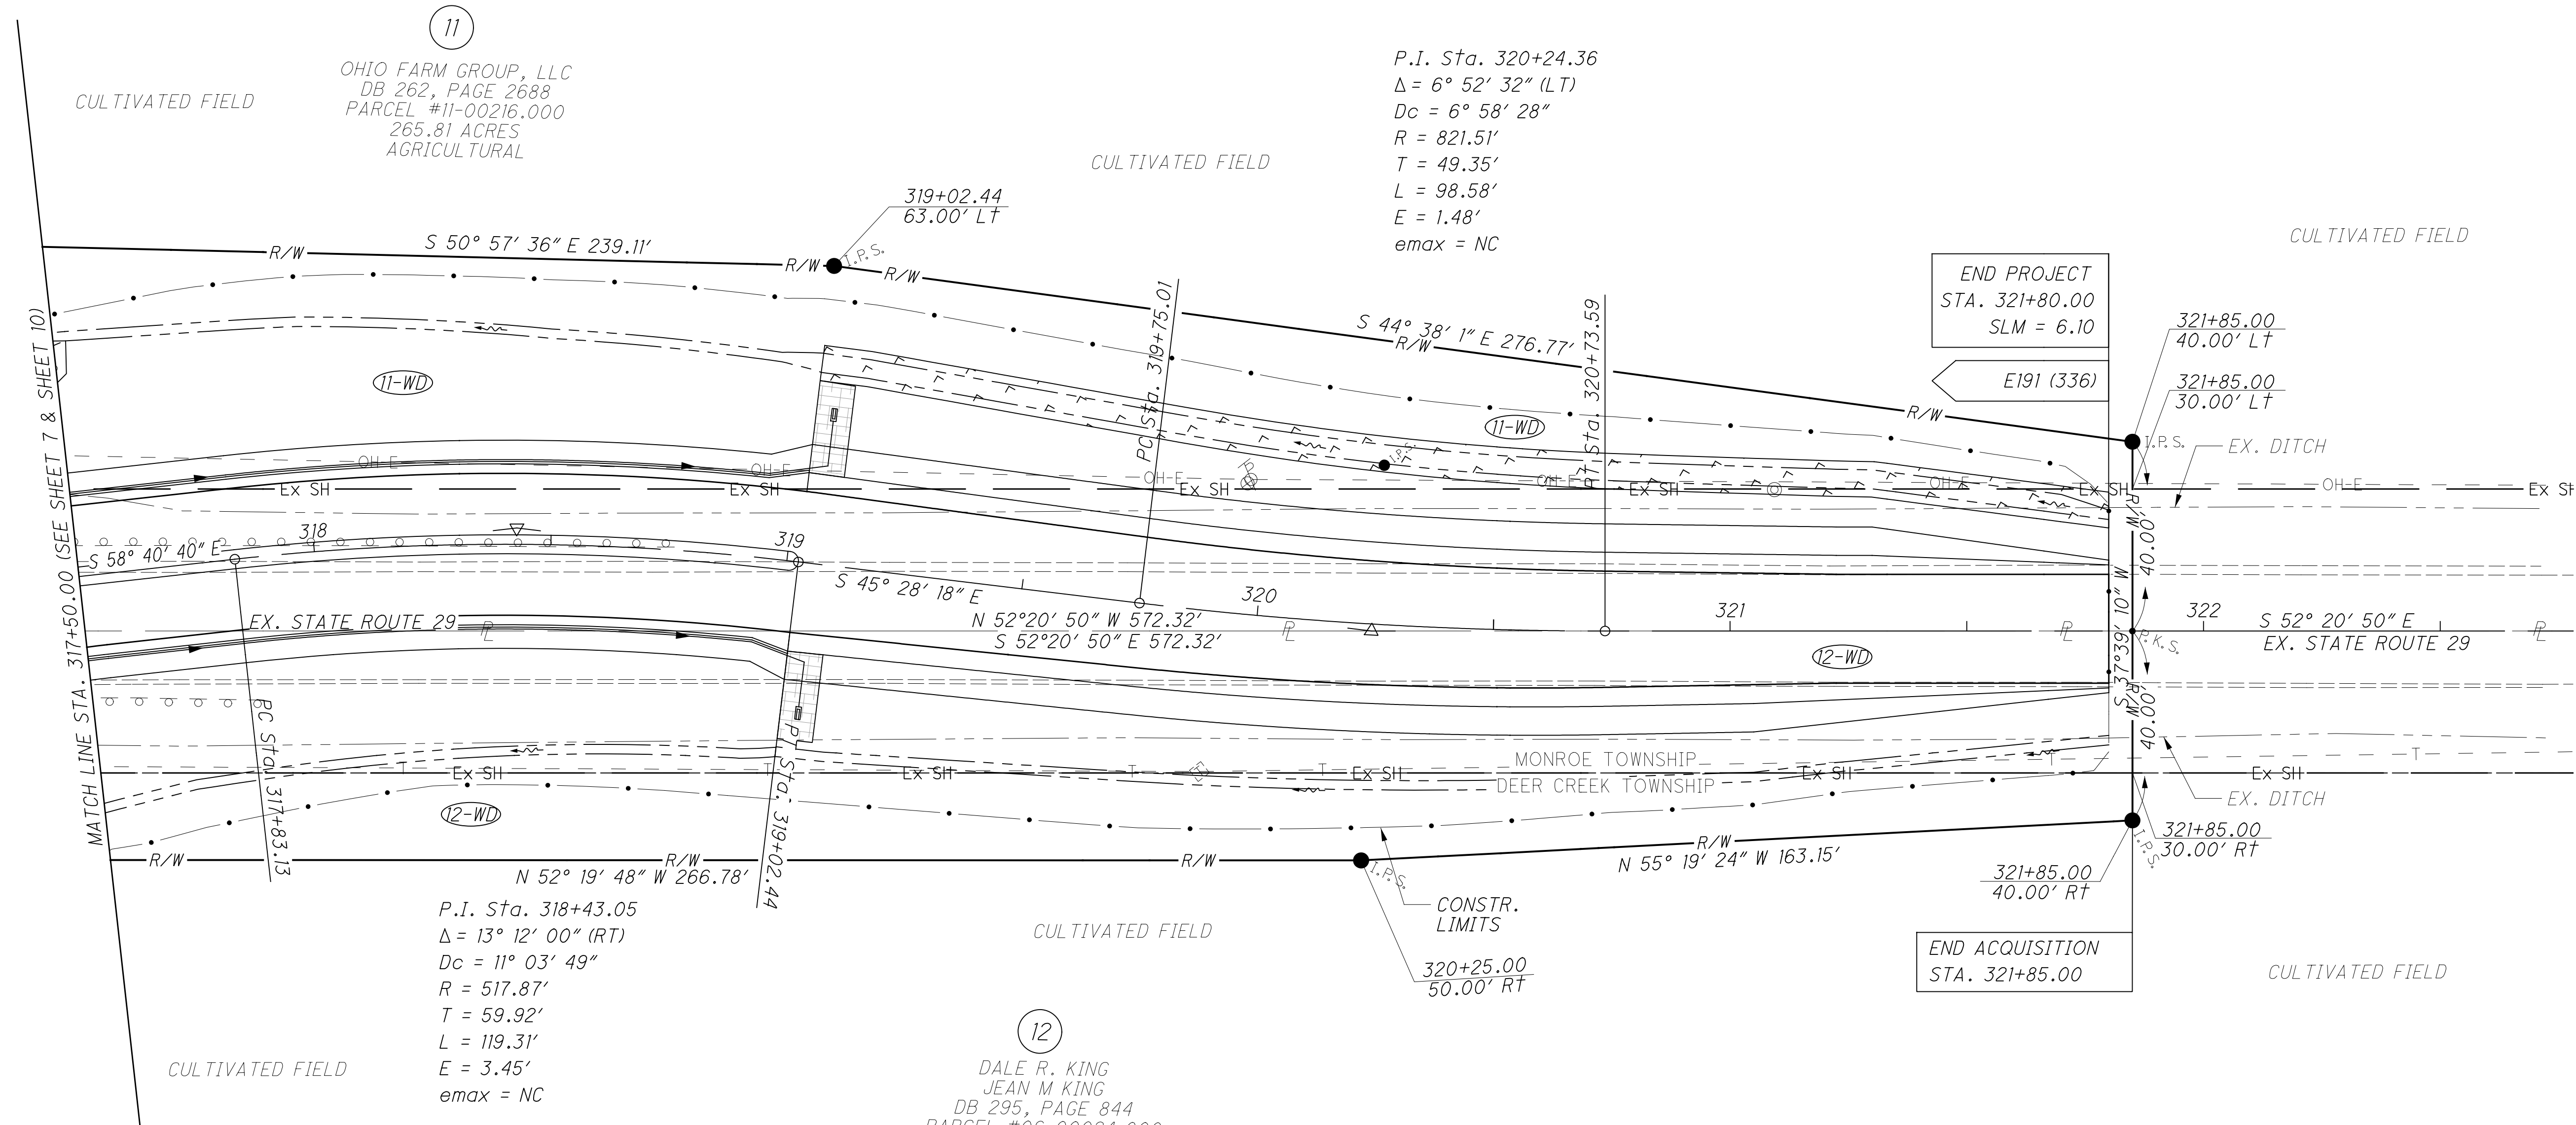 11
OHIO FARM GROUP, LLC
DB 262, PAGE 2688
PARCEL #11-00216.000
265.81 ACRES
AGRICULTURAL
CULTIVATED FIELD
CULTIVATED FIELD
P.I. Sta. 320+24.36
Δ = 6° 52' 32" (LT)
Dc = 6° 58' 28"
R = 821.51'
T = 49.35'
L = 98.58'
E = 1.48'
emax = NC
CULTIVATED FIELD
319+02.44
63.00' Lt
I.P.S.
R/W
S 50° 57' 36" E 239.11'
R/W
R/W
S 44° 38' 1" E 276.77'
R/W
R/W
END PROJECT
STA. 321+80.00
SLM = 6.10
E191 (336)
321+85.00
40.00' Lt
321+85.00
30.00' Lt
I.P.S.
EX. DITCH
MATCH LINE STA. 317+50.00 (SEE SHEET 7 & SHEET 10)
11-WD
11-WD
PC Sta. 319+75.01
PT Sta. 320+73.59
I.P.S.
OH-E
OH-E
OH-E
OH-E
OH-E
OH-E
Ex SH
Ex SH
Ex SH
Ex SH
Ex SH
Ex SH
TP
R/W
40.00'
S 58° 40' 40" E
318
319
S 45° 28' 18" E
320
321
322
N 52°20' 50" W 572.32'
S 52°20' 50" E 572.32'
EX. STATE ROUTE 29
PL
PL
PL
PL
S 52° 20' 50" E
EX. STATE ROUTE 29
P.K.S.
S 37°39' 10" W
12-WD
R/W
40.00'
PC Sta. 317+83.13
PT Sta. 319+02.44
MONROE TOWNSHIP
DEER CREEK TOWNSHIP
T
T
T
T
T
T
E
Ex SH
Ex SH
Ex SH
Ex SH
Ex SH
EX. DITCH
12-WD
R/W
R/W
R/W
R/W
N 52° 19' 48" W 266.78'
N 55° 19' 24" W 163.15'
I.P.S.
I.P.S.
321+85.00
30.00' Rt
321+85.00
40.00' Rt
CONSTR.
LIMITS
320+25.00
50.00' Rt
END ACQUISITION
STA. 321+85.00
P.I. Sta. 318+43.05
Δ = 13° 12' 00" (RT)
Dc = 11° 03' 49"
R = 517.87'
T = 59.92'
L = 119.31'
E = 3.45'
emax = NC
CULTIVATED FIELD
CULTIVATED FIELD
CULTIVATED FIELD
12
DALE R. KING
JEAN M KING
DB 295, PAGE 844